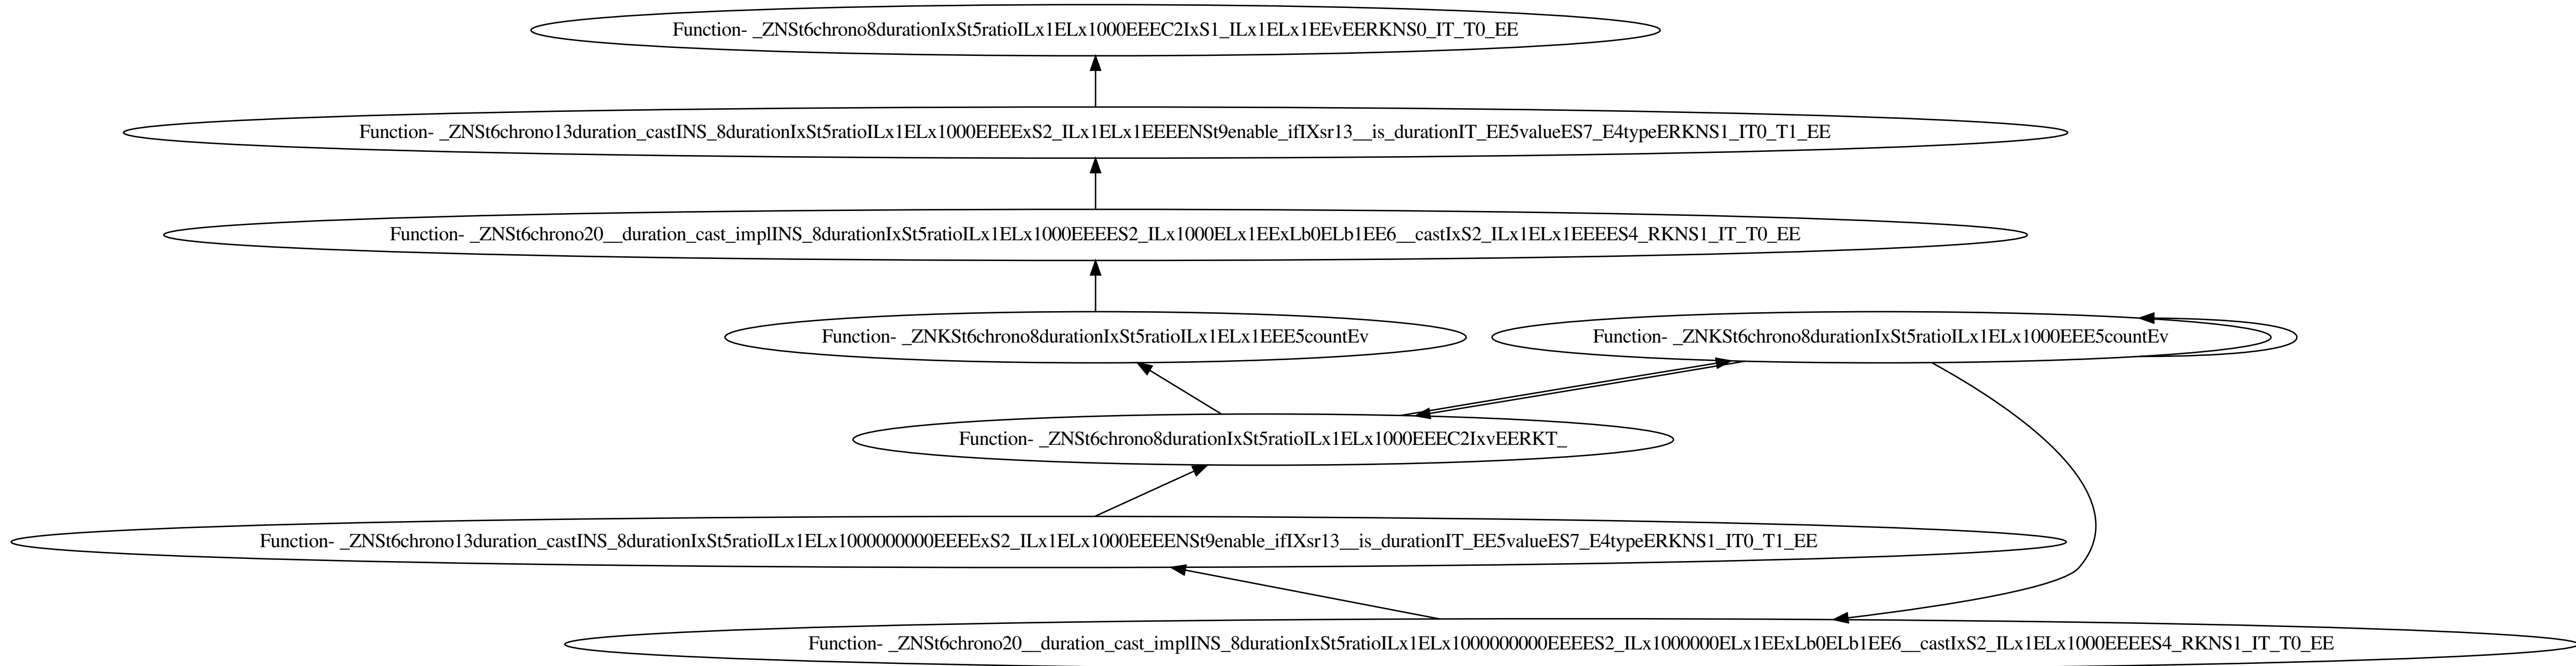 Function- _ZNSt6chrono8durationIxSt5ratioILx1ELx1000EEEC2IxS1_ILx1ELx1EEvEERKNS0_IT_T0_EE
Function- _ZNSt6chrono13duration_castINS_8durationIxSt5ratioILx1ELx1000EEEExS2_ILx1ELx1EEEENSt9enable_ifIXsr13__is_durationIT_EE5valueES7_E4typeERKNS1_IT0_T1_EE
Function- _ZNSt6chrono20__duration_cast_implINS_8durationIxSt5ratioILx1ELx1000EEEES2_ILx1000ELx1EExLb0ELb1EE6__castIxS2_ILx1ELx1EEEES4_RKNS1_IT_T0_EE
Function- _ZNKSt6chrono8durationIxSt5ratioILx1ELx1EEE5countEv
Function- _ZNKSt6chrono8durationIxSt5ratioILx1ELx1000EEE5countEv
Function- _ZNSt6chrono8durationIxSt5ratioILx1ELx1000EEEC2IxvEERKT_
Function- _ZNSt6chrono13duration_castINS_8durationIxSt5ratioILx1ELx1000000000EEEExS2_ILx1ELx1000EEEENSt9enable_ifIXsr13__is_durationIT_EE5valueES7_E4typeERKNS1_IT0_T1_EE
Function- _ZNSt6chrono20__duration_cast_implINS_8durationIxSt5ratioILx1ELx1000000000EEEES2_ILx1000000ELx1EExLb0ELb1EE6__castIxS2_ILx1ELx1000EEEES4_RKNS1_IT_T0_EE